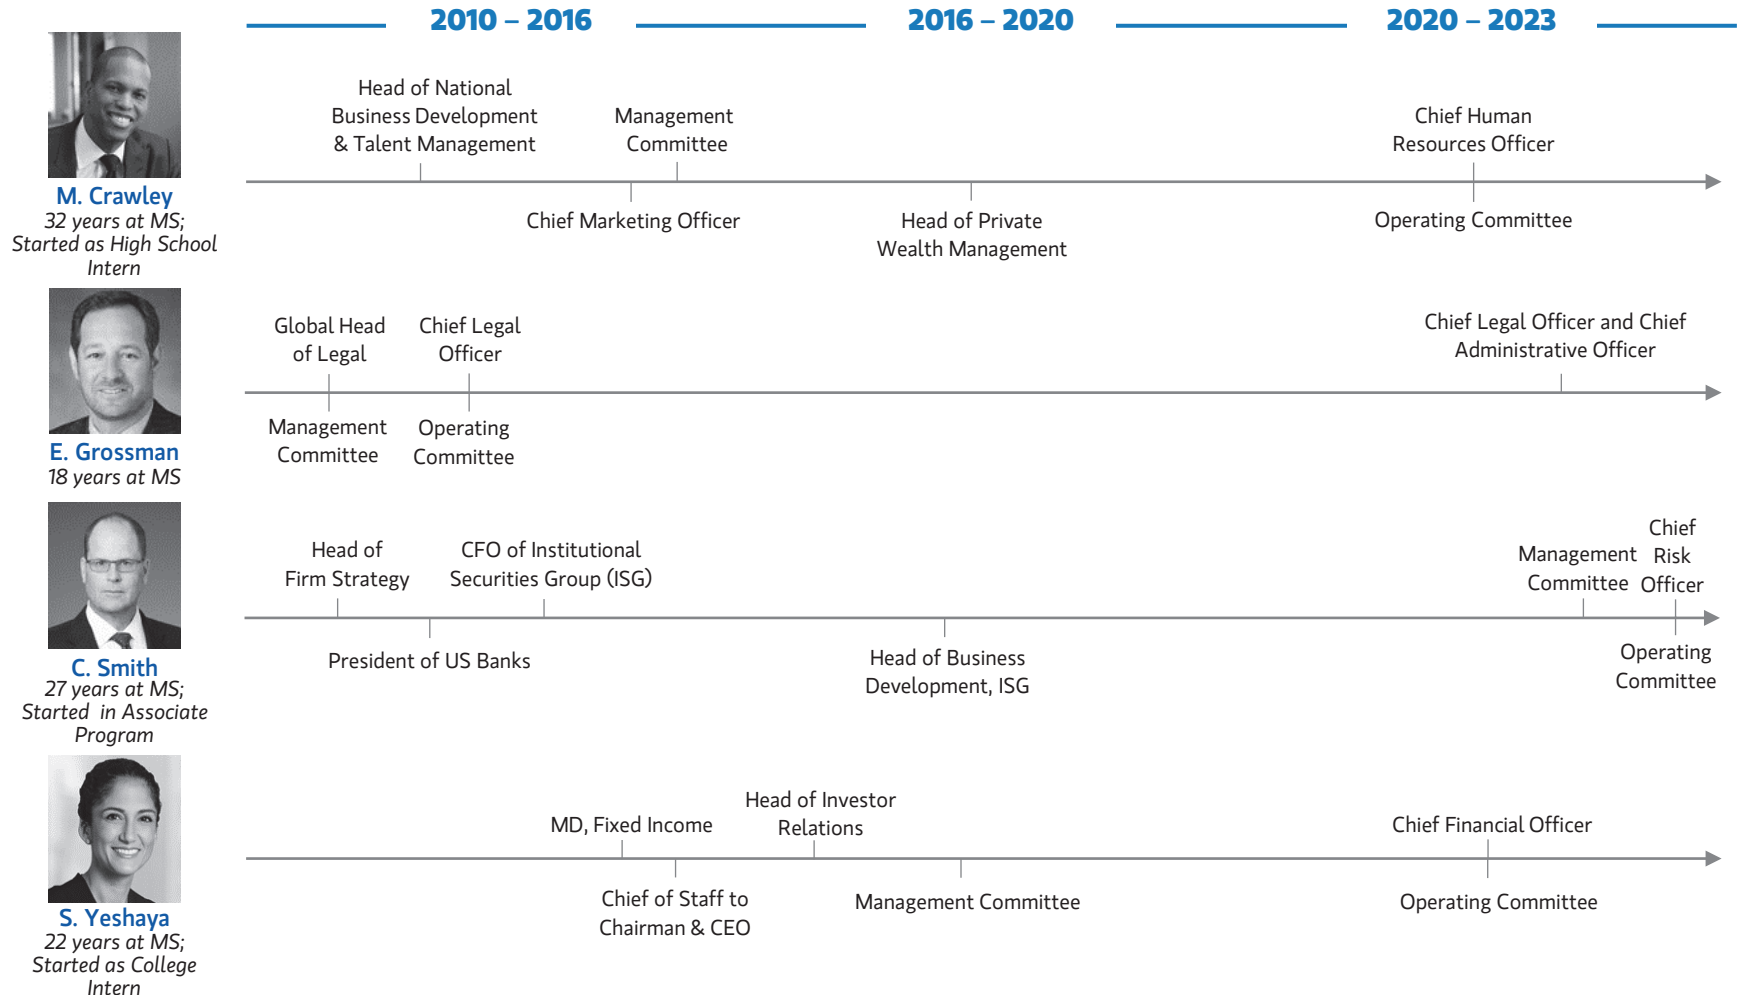 2010 – 2016
2016 – 2020
2020 – 2023
M. Crawley
32 years at MS;
Started as High School
Intern
Head of National
Business Development
& Talent Management
Chief Marketing Officer
Management
Committee
Head of Private
Wealth Management
Chief Human
Resources Officer
Operating Committee
E. Grossman
18 years at MS
Global Head
of Legal
Management
Committee
Chief Legal
Officer
Operating
Committee
Chief Legal Officer and Chief
Administrative Officer
C. Smith
27 years at MS;
Started in Associate
Program
Head of
Firm Strategy
President of US Banks
CFO of Institutional
Securities Group (ISG)
Head of Business
Development, ISG
Management
Committee
Chief
Risk
Officer
Operating
Committee
S. Yeshaya
22 years at MS;
Started as College
Intern
MD, Fixed Income
Chief of Staff to
Chairman & CEO
Head of Investor
Relations
Management Committee
Chief Financial Officer
Operating Committee